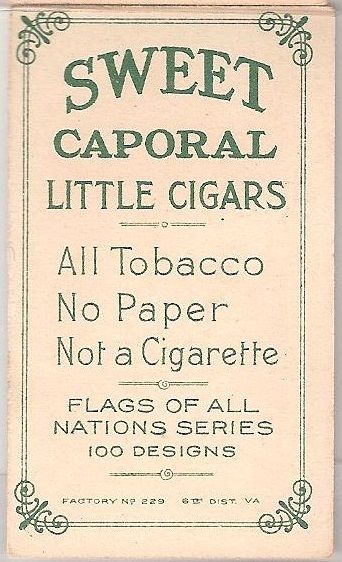 SWEET
CAPORAL
LITTLE CIGARS
All Tobacco
No Paper
Not a Cigarette
FLAGS OF ALL
NATIONS SERIES
100 DESIGNS
FACTORY Nº 229 6TH DIST. VA